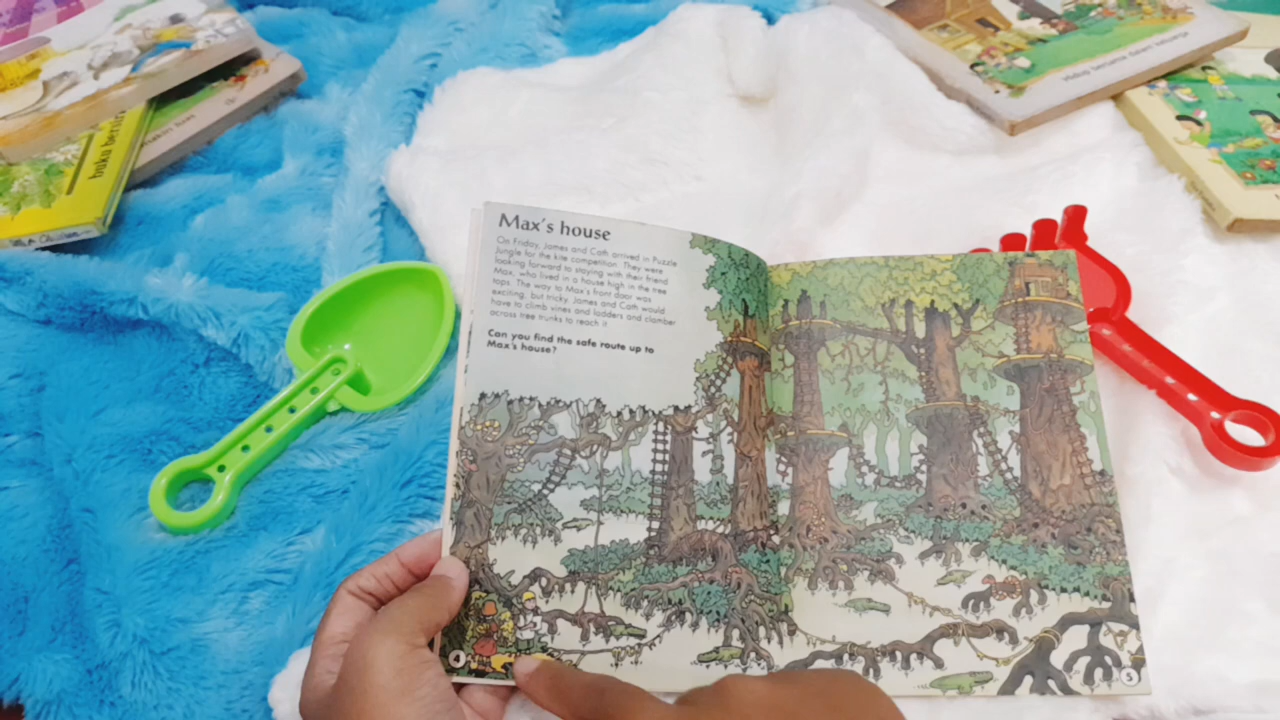 Max's house
On Friday, James and Cath arrived in Puzzle
Jungle for the kite competition. They were
looking forward to staying with their friend
Max, who lived in a house high in the tree
tops. The way to Max's front door was
exciting, but tricky. James and Cath would
have to climb vines and ladders and clamber
across tree trunks to reach it.
Can you find the safe route up to
Max's house?
4
5